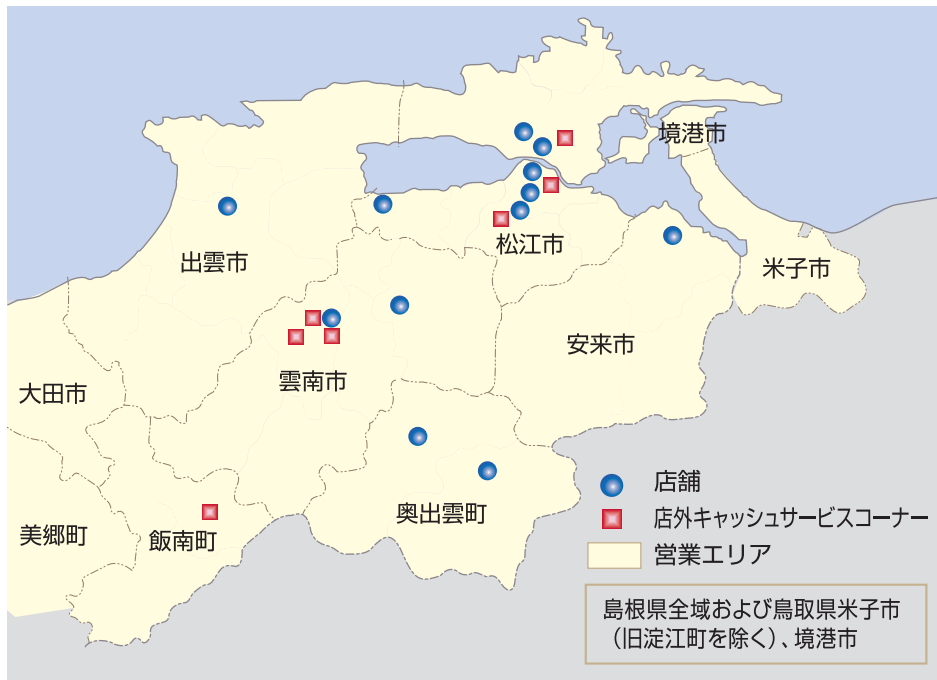 境港市
松江市
出雲市
米子市
安来市
雲南市
大田市
奥出雲町
美郷町
飯南町
店舗
店外キャッシュサービスコーナー
営業エリア
島根県全域および鳥取県米子市
（旧淀江町を除く）、境港市